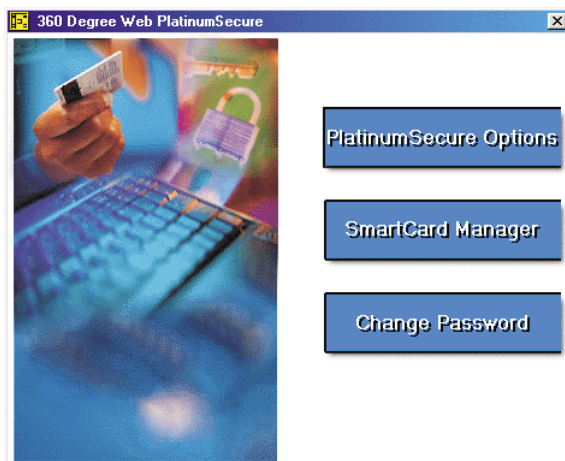 360 Degree Web PlatinumSecure
PlatinumSecure Options
SmartCard Manager
Change Password